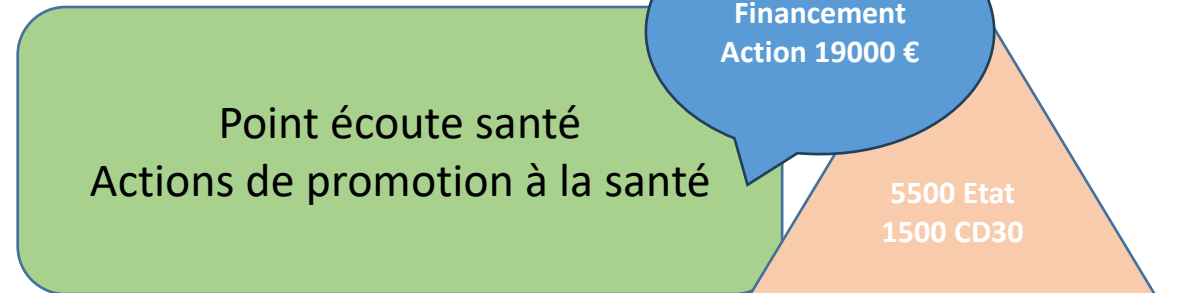 Financement
Action 19000 €
Point écoute santé
Actions de promotion à la santé
5500 Etat
1500 CD30